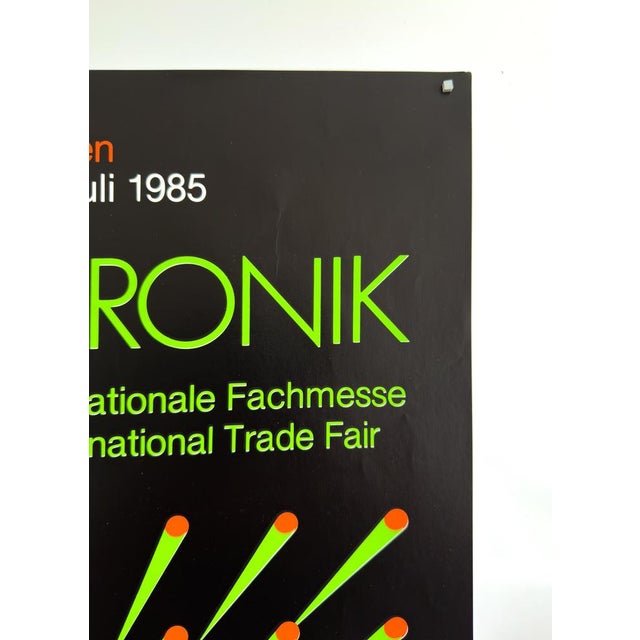 en
uli 1985
RONIK
ationale Fachmesse
national Trade Fair